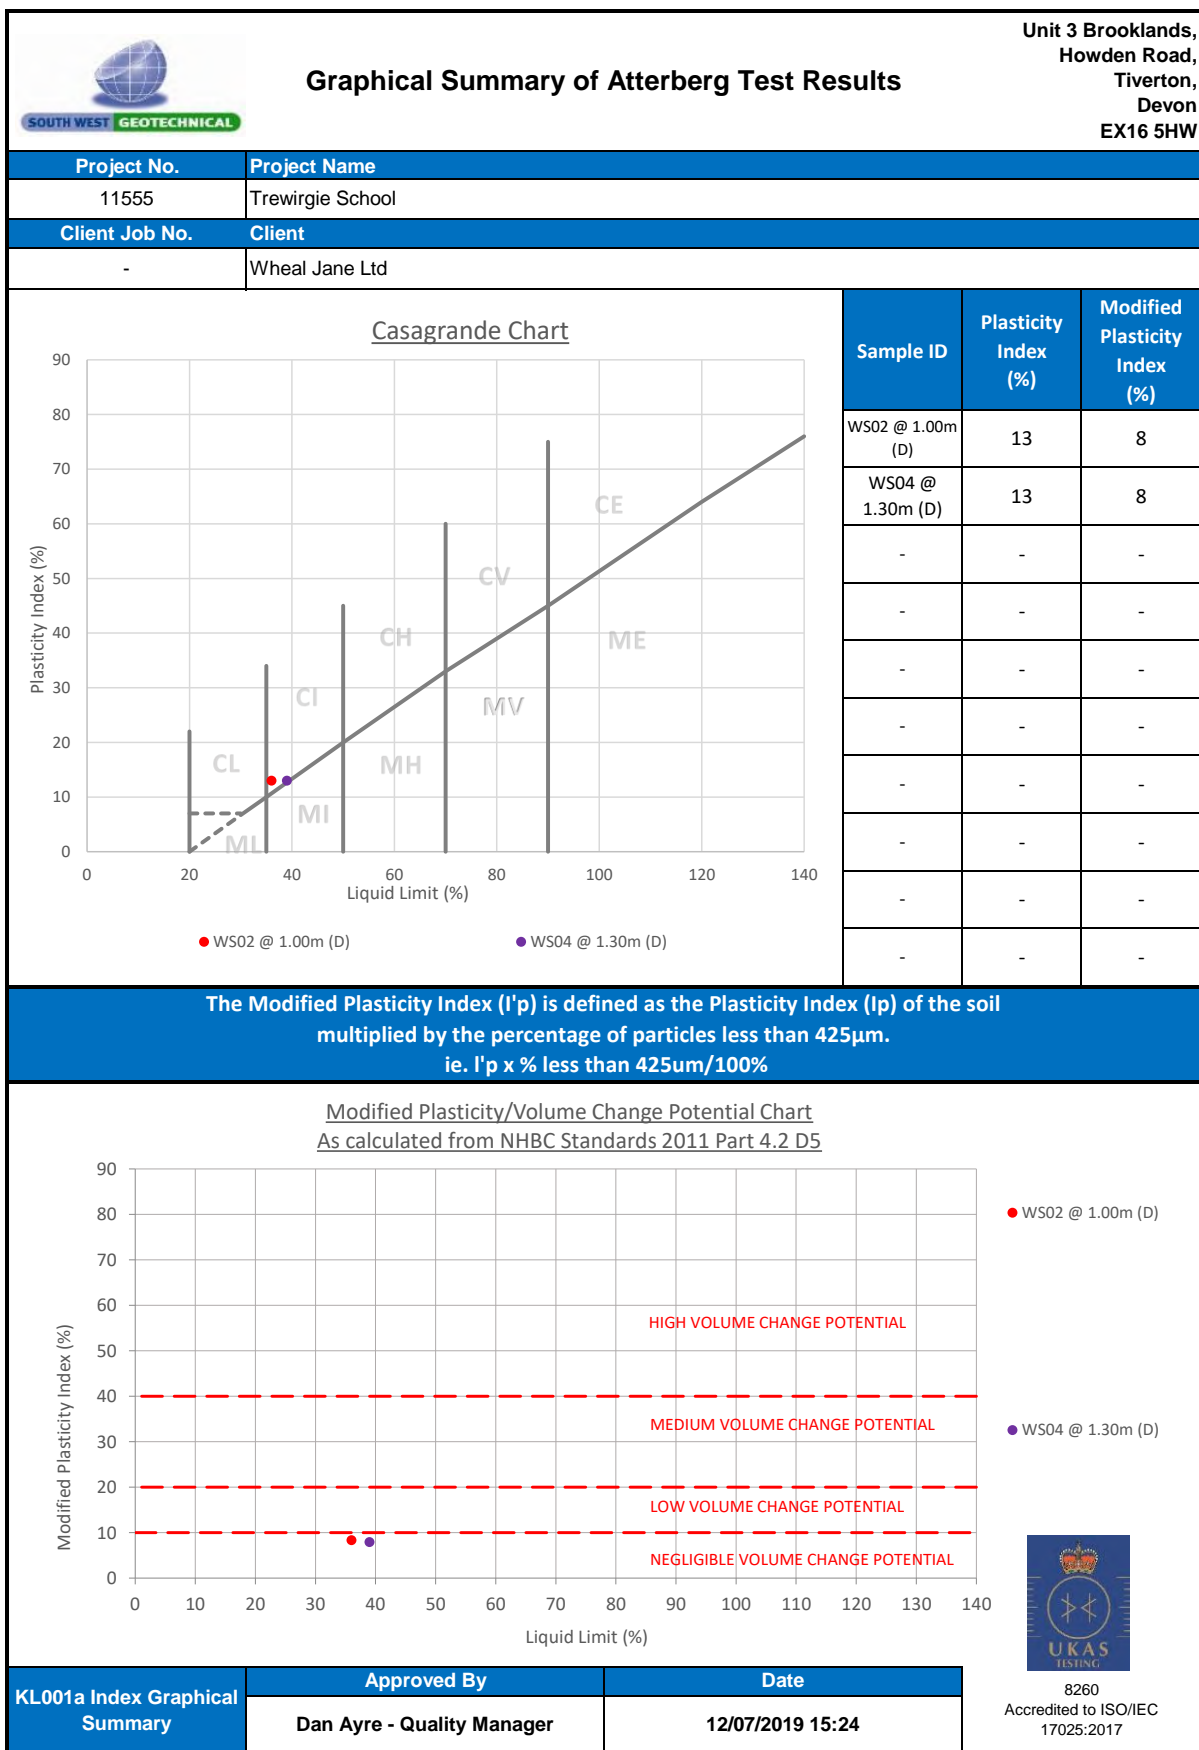 SOUTH WEST GEOTECHNICAL
Graphical Summary of Atterberg Test Results
Unit 3 Brooklands,
Howden Road,
Tiverton,
Devon
EX16 5HW
Project No. Project Name
11555 Trewirgie School
Client Job No. Client
- Wheal Jane Ltd
Casagrande Chart
90
80
70
60
50
40
30
20
10
0
Plasticity Index (%)
CE
CV
CH
ME
CI
MV
CL
MH
MI
ML
0 20 40 60 80 100 120 140
Liquid Limit (%)
WS02 @ 1.00m (D) WS04 @ 1.30m (D)
Sample ID
Plasticity
Index
(%)
Modified
Plasticity
Index
(%)
WS02 @ 1.00m
(D)
13 8
WS04 @
1.30m (D)
13 8
- - -
- - -
- - -
- - -
- - -
- - -
- - -
- - -
The Modified Plasticity Index (I'p) is defined as the Plasticity Index (Ip) of the soil
multiplied by the percentage of particles less than 425µm.
ie. I'p x % less than 425um/100%
Modified Plasticity/Volume Change Potential Chart
As calculated from NHBC Standards 2011 Part 4.2 D5
90
80
70
60
50
40
30
20
10
0
Modified Plasticity Index (%)
HIGH VOLUME CHANGE POTENTIAL
MEDIUM VOLUME CHANGE POTENTIAL
LOW VOLUME CHANGE POTENTIAL
NEGLIGIBLE VOLUME CHANGE POTENTIAL
0 10 20 30 40 50 60 70 80 90 100 110 120 130 140
Liquid Limit (%)
WS02 @ 1.00m (D)
WS04 @ 1.30m (D)
UKAS
TESTING
8260
Accredited to ISO/IEC
17025:2017
KL001a Index Graphical
Summary
Approved By Date
Dan Ayre - Quality Manager 12/07/2019 15:24